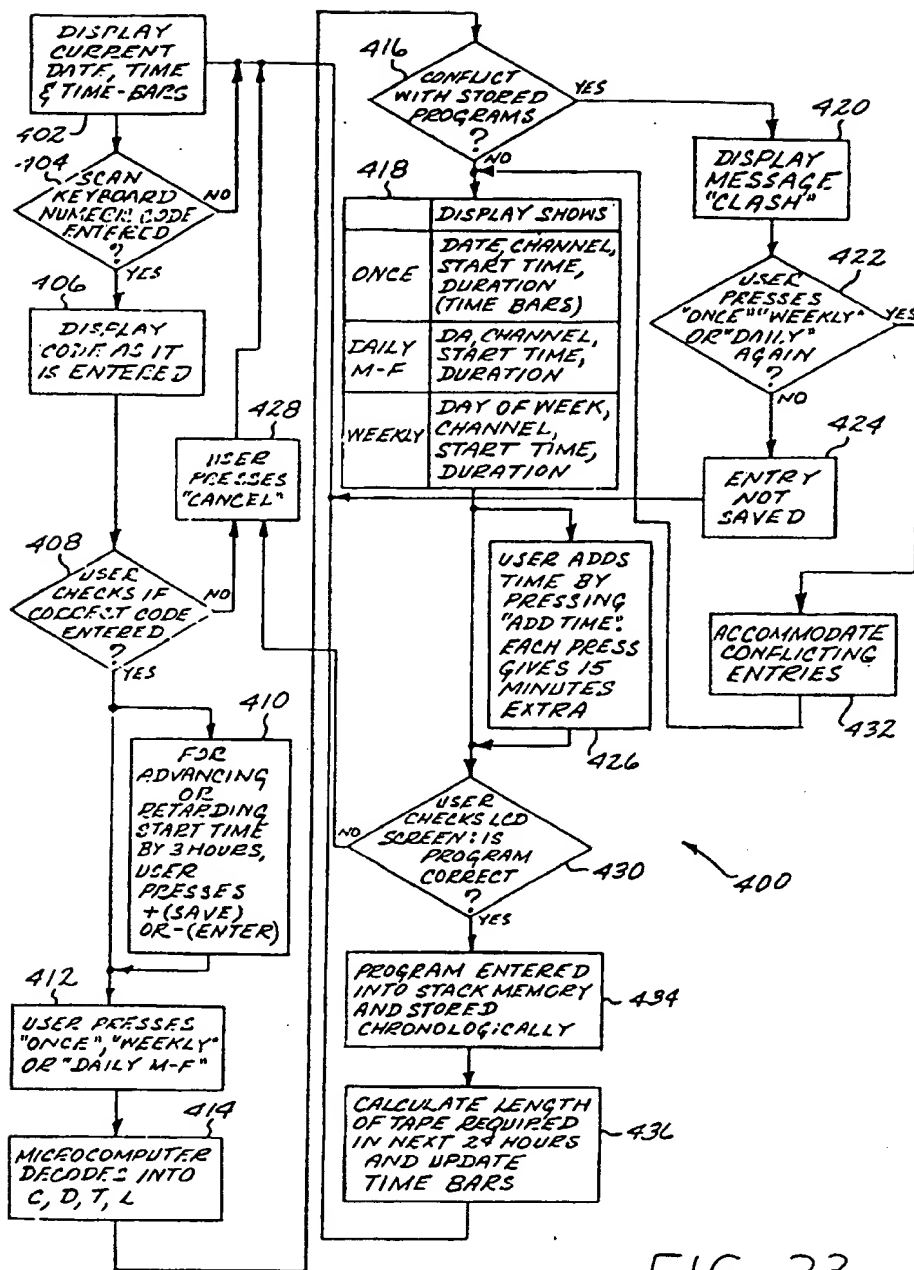 DISPLAY
CURRENT
DATE, TIME
& TIME-BARS
402
404
SCAN
KEYBOARD
NUMERIC CODE
ENTERED
?
NO
YES
406
DISPLAY
CODE AS IT
IS ENTERED
408
USER
CHECKS IF
CORRECT CODE
ENTERED
?
NO
YES
428
USER
PRESSES
"CANCEL"
410
FOR
ADVANCING
OR
RETARDING
START TIME
BY 3 HOURS,
USER
PRESSES
+(SAVE)
OR-(ENTER)
412
USER PRESSES
"ONCE", "WEEKLY"
OR "DAILY M-F"
414
MICROCOMPUTER
DECODES INTO
C, D, T, L
416
CONFLICT
WITH STORED
PROGRAMS
?
YES
NO
418
DISPLAY SHOWS
ONCE
DATE, CHANNEL,
START TIME,
DURATION
(TIME BARS)
DAILY
M-F
DA, CHANNEL,
START TIME,
DURATION
WEEKLY
DAY OF WEEK,
CHANNEL,
START TIME,
DURATION
420
DISPLAY
MESSAGE
"CLASH"
422
USER
PRESSES
"ONCE" "WEEKLY"
OR "DAILY"
AGAIN
?
YES
NO
424
ENTRY
NOT
SAVED
USER ADDS
TIME BY
PRESSING
"ADD TIME".
EACH PRESS
GIVES 15
MINUTES
EXTRA
426
ACCOMMODATE
CONFLICTING
ENTRIES
432
USER
CHECKS LCD
SCREEN: IS
PROGRAM
CORRECT
?
NO
YES
430
400
PROGRAM ENTERED
INTO STACK MEMORY
AND STORED
CHRONOLOGICALLY
434
CALCULATE LENGTH
OF TAPE REQUIRED
IN NEXT 24 HOURS
AND UPDATE
TIME BARS
436